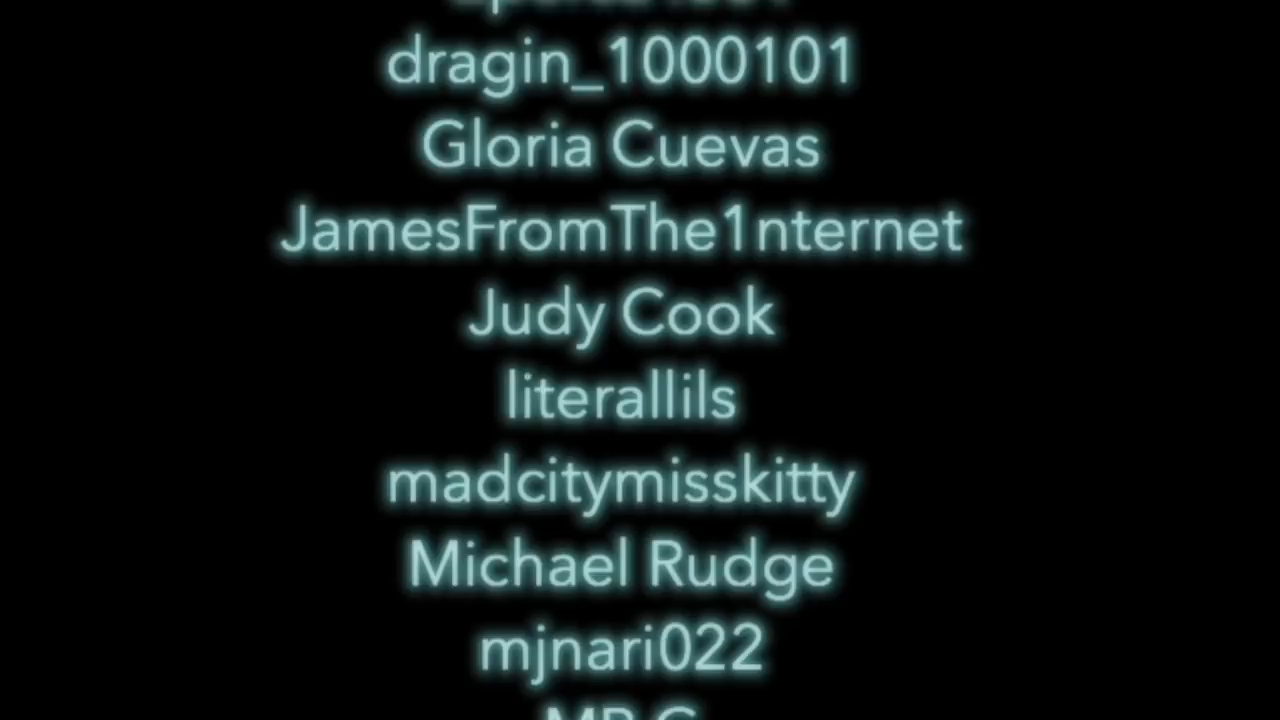 dragin_1000101
Gloria Cuevas
JamesFromThe1nternet
Judy Cook
literallils
madcitymisskitty
Michael Rudge
mjnari022